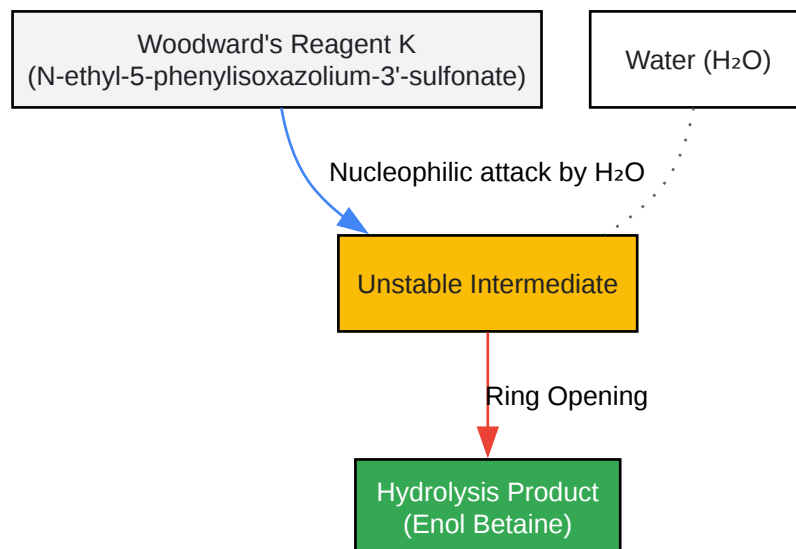 Woodward's Reagent K
(N-ethyl-5-phenylisoxazolium-3'-sulfonate)
Water (H₂O)
Nucleophilic attack by H₂O
Unstable Intermediate
Ring Opening
Hydrolysis Product
(Enol Betaine)